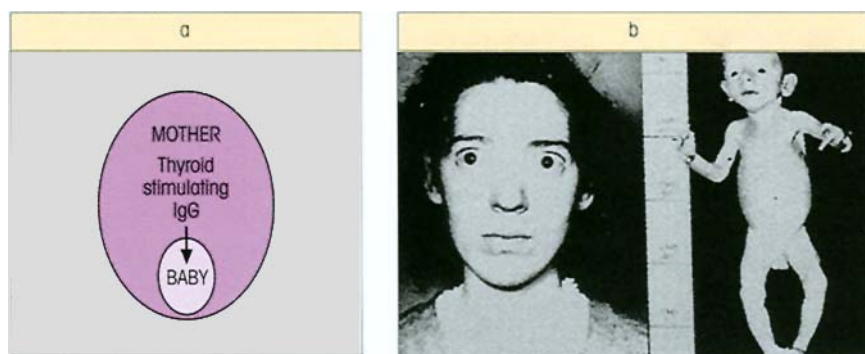 a
b
MOTHER
Thyroid
stimulating
IgG
BABY